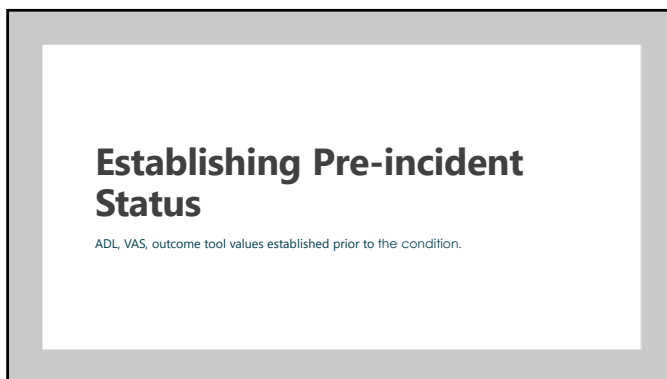 Establishing Pre-incident
Status
ADL, VAS, outcome tool values established prior to the condition.